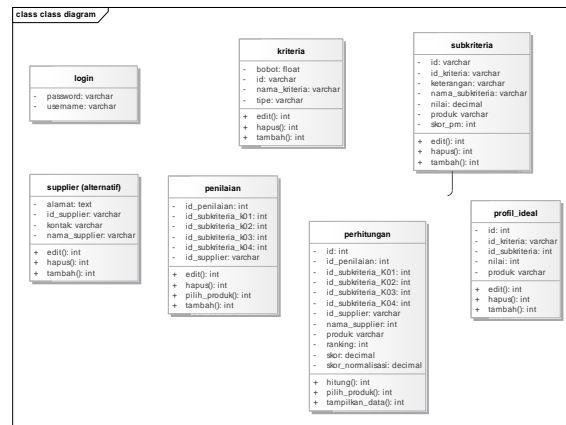 class class diagram
login
- password: varchar
- username: varchar
kriteria
- bobot: float
- id: varchar
- nama_kriteria: varchar
- tipe: varchar
+ edit(): int
+ hapus(): int
+ tambah(): int
subkriteria
- id: varchar
- id_kriteria: varchar
- keterangan: varchar
- nama_subkriteria: varchar
- nilai: decimal
- produk: varchar
- skor_pm: int
+ edit(): int
+ hapus(): int
+ tambah(): int
supplier (alternatif)
- alamat: text
- id_supplier: varchar
- kontak: varchar
- nama_supplier: varchar
+ edit(): int
+ hapus(): int
+ tambah(): int
penilaian
- id_penilaian: int
- id_subkriteria_k01: int
- id_subkriteria_k02: int
- id_subkriteria_k03: int
- id_subkriteria_k04: int
- id_supplier: varchar
+ edit(): int
+ hapus(): int
+ pilih_produk(): int
+ tambah(): int
perhitungan
- id: int
- id_penilaian: int
- id_subkriteria_K01: int
- id_subkriteria_K02: int
- id_subkriteria_K03: int
- id_subkriteria_K04: int
- id_supplier: varchar
- nama_supplier: int
- produk: varchar
- ranking: int
- skor: decimal
- skor_normalisasi: decimal
+ hitung(): int
+ pilih_produk(): int
+ tampilkan_data(): int
profil_ideal
- id: int
- id_kriteria: varchar
- id_subkriteria: int
- nilai: int
- produk: varchar
+ edit(): int
+ hapus(): int
+ tambah(): int